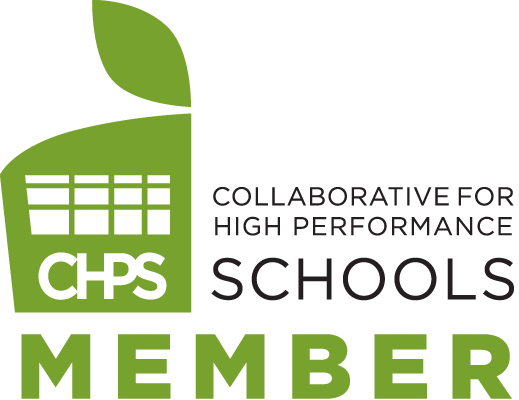 COLLABORATIVE FOR
HIGH PERFORMANCE
CHPS
SCHOOLS
MEMBER